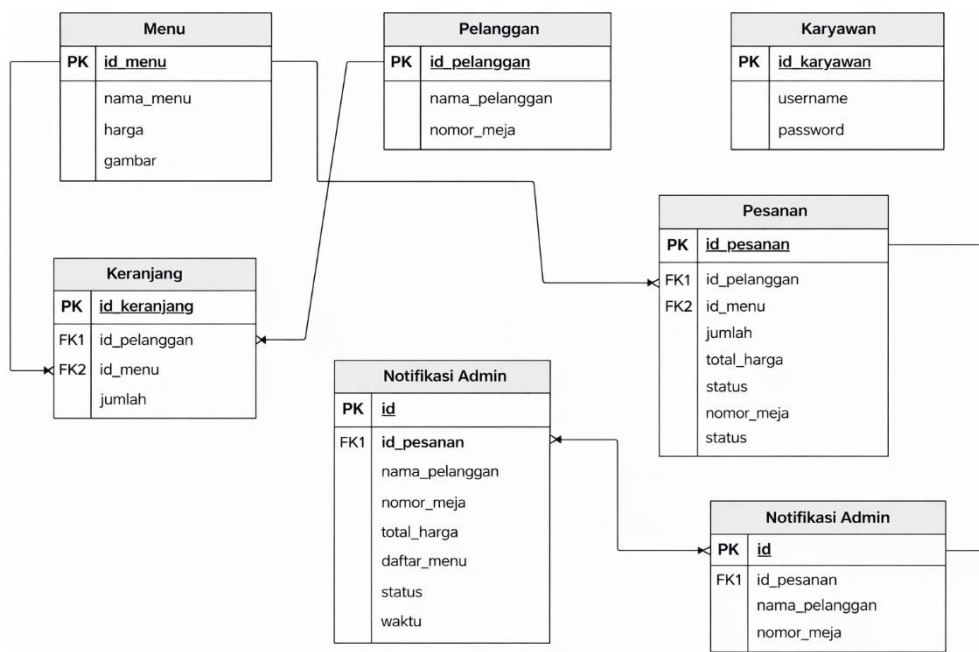 Menu
PK id_menu
nama_menu
harga
gambar
Pelanggan
PK id_pelanggan
nama_pelanggan
nomor_meja
Karyawan
PK id_karyawan
username
password
Pesanan
PK id_pesanan
FK1 id_pelanggan
FK2 id_menu
jumlah
total_harga
status
nomor_meja
status
Keranjang
PK id_keranjang
FK1 id_pelanggan
FK2 id_menu
jumlah
Notifikasi Admin
PK id
FK1 id_pesanan
nama_pelanggan
nomor_meja
total_harga
daftar_menu
status
waktu
Notifikasi Admin
PK id
FK1 id_pesanan
nama_pelanggan
nomor_meja